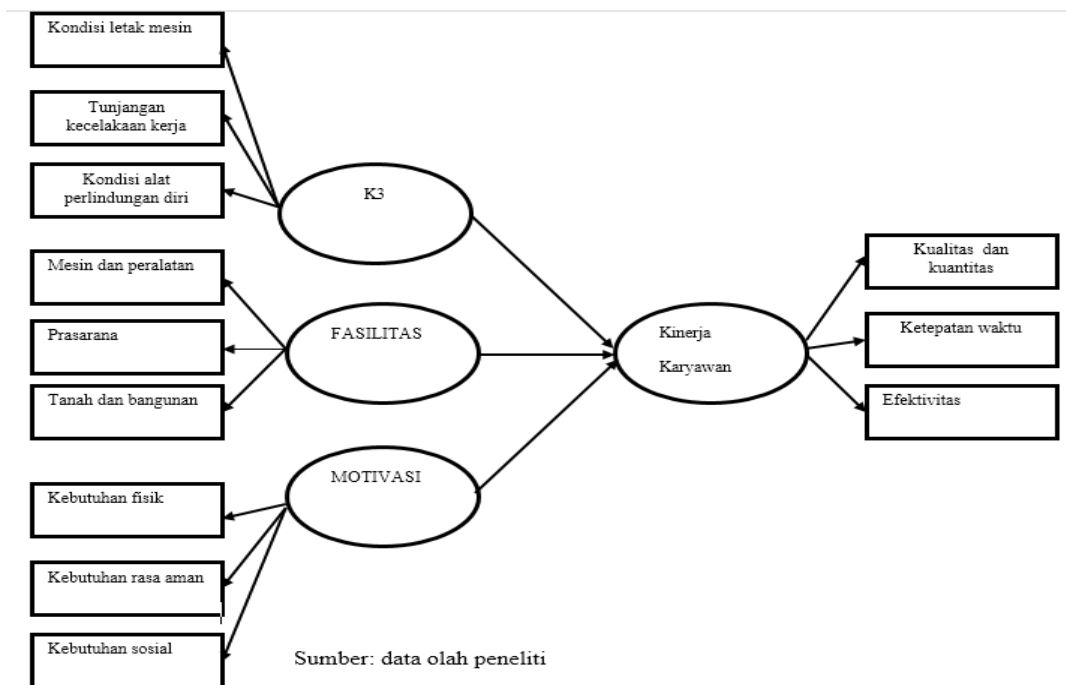 Kondisi letak mesin
Tunjangan
kecelakaan kerja
Kondisi alat
perlindungan diri
Mesin dan peralatan
Prasarana
Tanah dan bangunan
Kebutuhan fisik
Kebutuhan rasa aman
Kebutuhan sosial
K3
FASILITAS
MOTIVASI
Kinerja
Karyawan
Kualitas dan
kuantitas
Ketepatan waktu
Efektivitas
Sumber: data olah peneliti